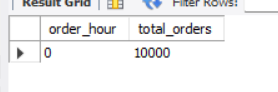 Result Grid | Filter Rows:
order_hour total_orders
0 10000